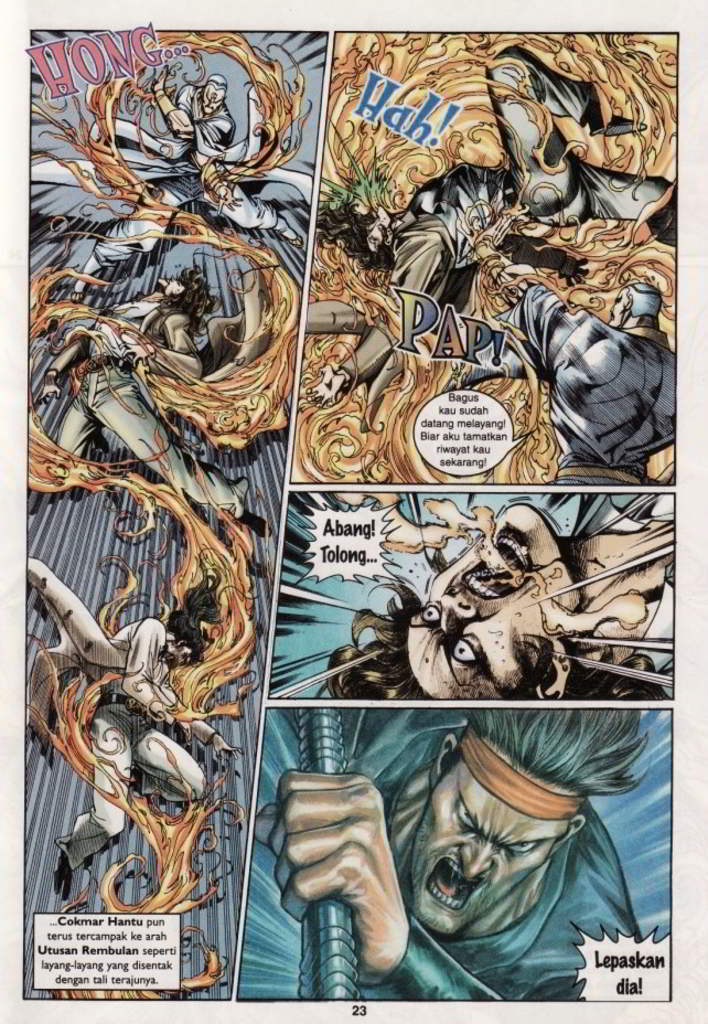 HONG...
Hah!
PAP!
Bagus
kau sudah
datang melayang!
Biar aku tamatkan
riwayat kau
sekarang!
Abang!
Tolong...
...Cokmar Hantu pun
terus tercampak ke arah
Utusan Rembulan seperti
layang-layang yang disentak
dengan tali terajunya.
Lepaskan
dia!
23